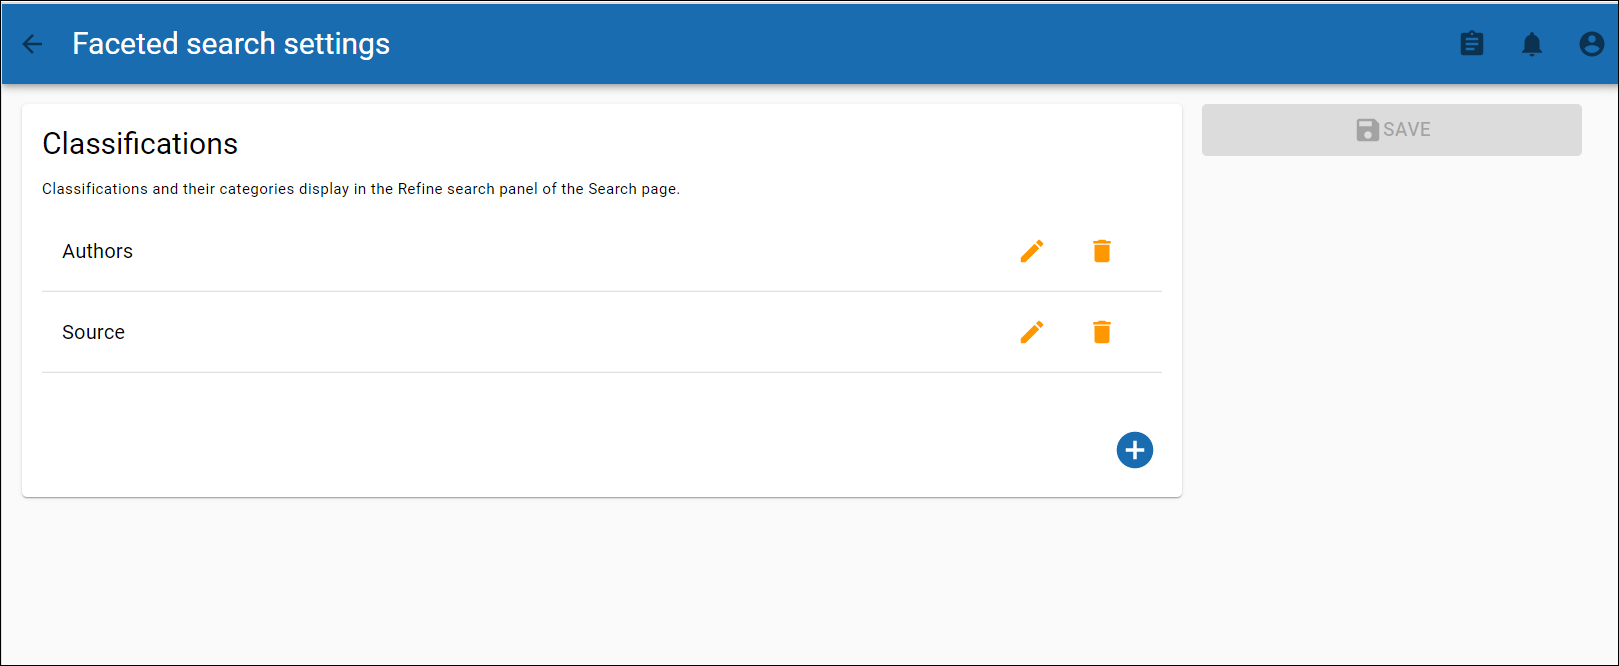 Faceted search settings
Classifications
SAVE
Classifications and their categories display in the Refine search panel of the Search page.
Authors
Source